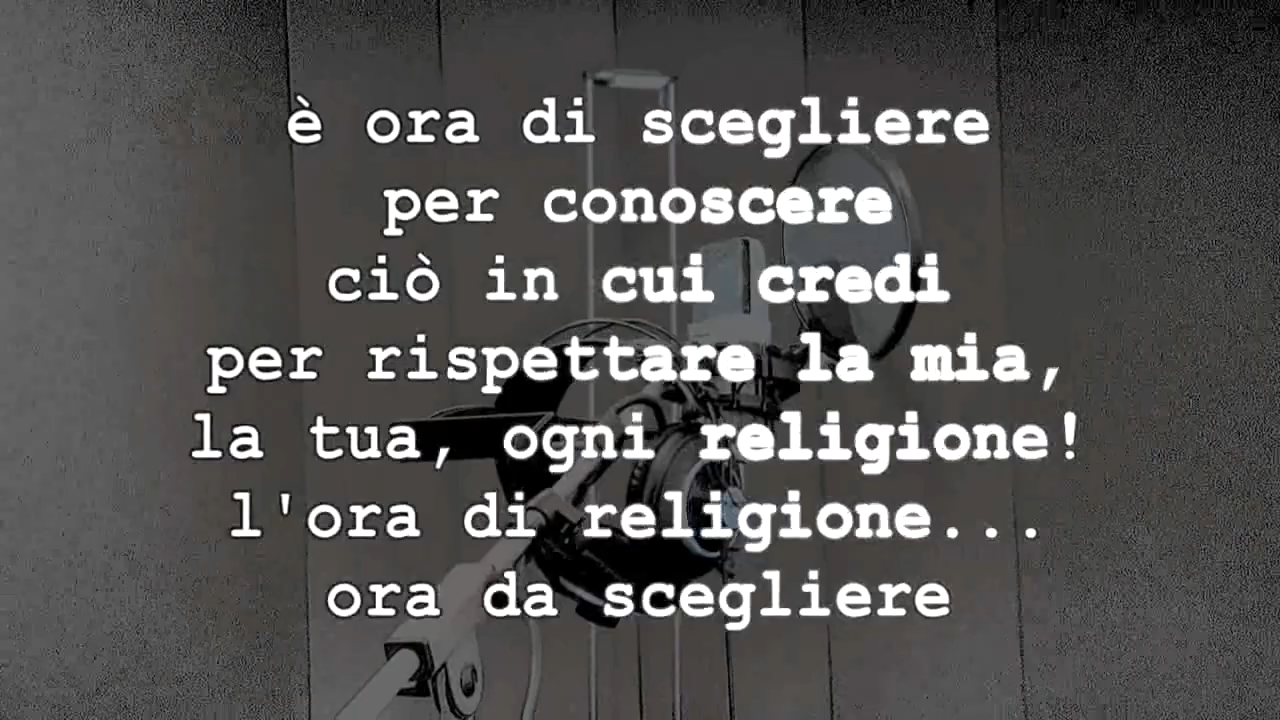 è ora di scegliere
per conoscere
ciò in cui credi
per rispettare la mia,
la tua, ogni religione!
l'ora di religione...
ora da scegliere